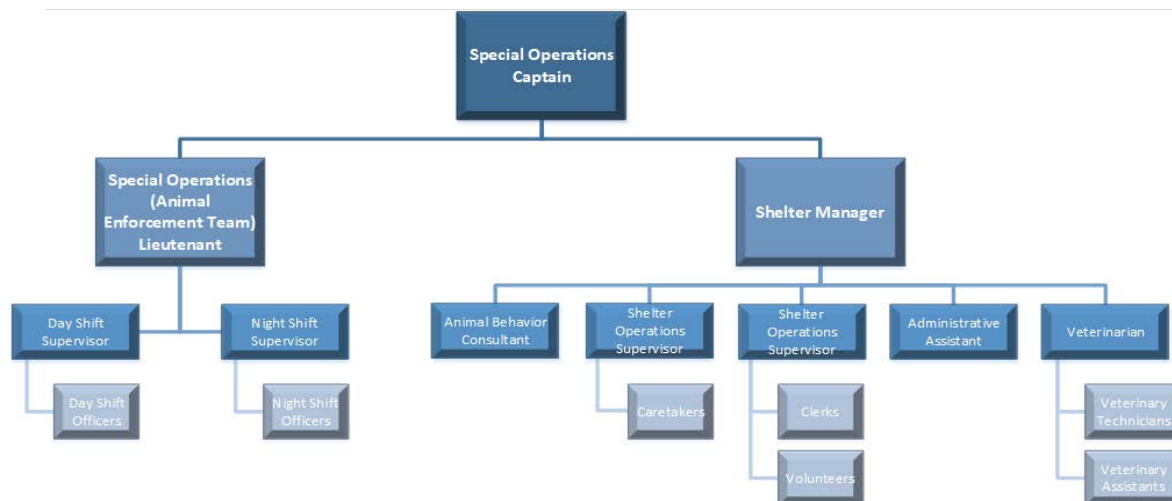 Special Operations
Captain
Special Operations
(Animal
Enforcement Team)
Lieutenant
Shelter Manager
Day Shift
Supervisor
Night Shift
Supervisor
Animal Behavior
Consultant
Shelter
Operations
Supervisor
Shelter
Operations
Supervisor
Administrative
Assistant
Veterinarian
Day Shift
Officers
Night Shift
Officers
Caretakers
Clerks
Veterinary
Technicians
Volunteers
Veterinary
Assistants